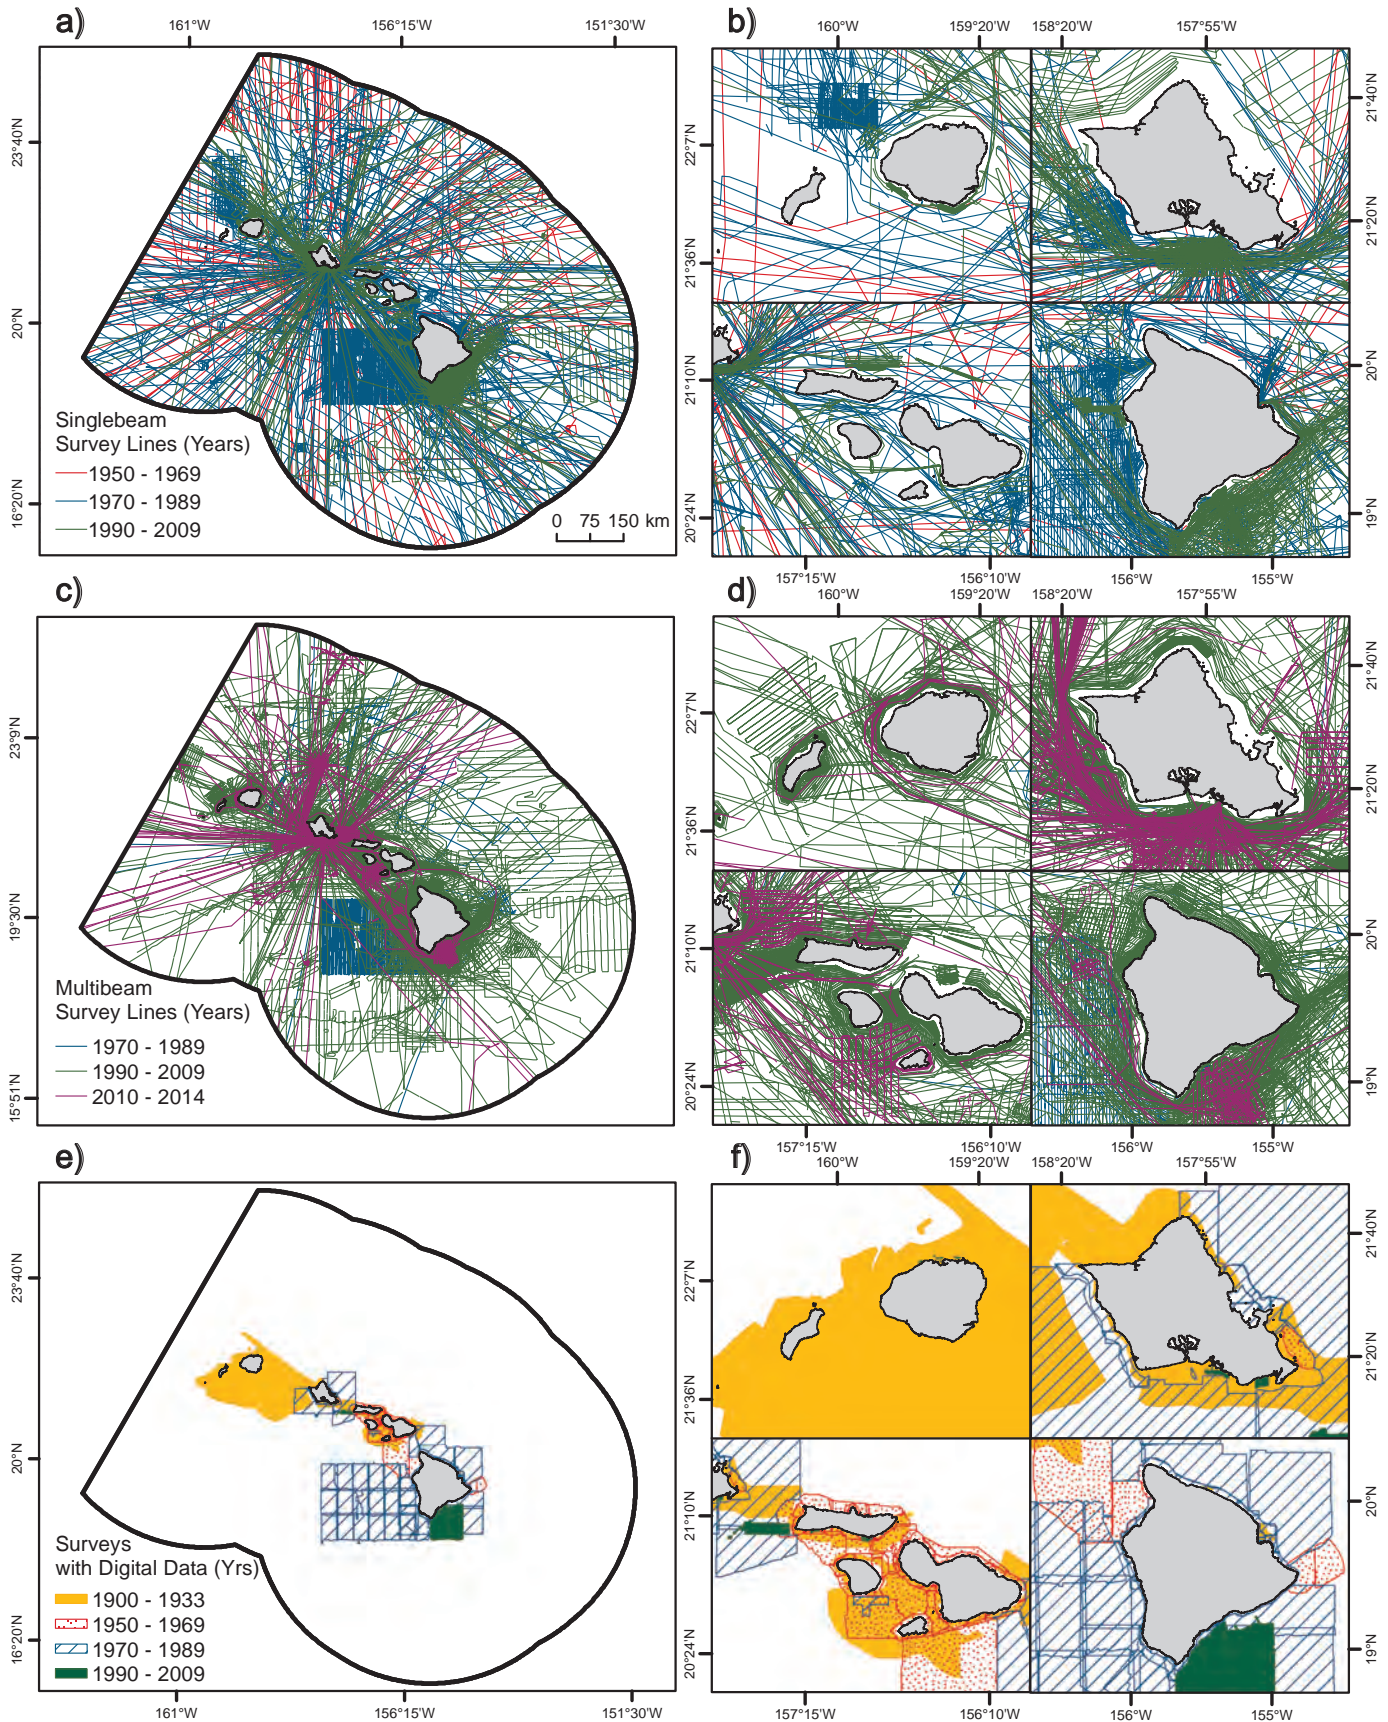 a)
161°W
156°15'W
151°30'W
23°40'N
20°N
16°20'N
Singlebeam
Survey Lines (Years)
1950 - 1969
1970 - 1989
1990 - 2009
0 75 150 km
b)
160°W
159°20'W
158°20'W
157°55'W
22°7'N
21°36'N
21°40'N
21°20'N
21°10'N
20°24'N
20°N
19°N
157°15'W
156°10'W
156°W
155°W
c)
23°9'N
19°30'N
15°51'N
Multibeam
Survey Lines (Years)
1970 - 1989
1990 - 2009
2010 - 2014
d)
160°W
159°20'W
158°20'W
157°55'W
22°7'N
21°36'N
21°40'N
21°20'N
21°10'N
20°24'N
20°N
19°N
157°15'W
156°10'W
156°W
155°W
e)
23°40'N
20°N
16°20'N
Surveys
with Digital Data (Yrs)
1900 - 1933
1950 - 1969
1970 - 1989
1990 - 2009
161°W
156°15'W
151°30'W
f)
160°W
159°20'W
158°20'W
157°55'W
22°7'N
21°36'N
21°40'N
21°20'N
21°10'N
20°24'N
20°N
19°N
157°15'W
156°10'W
156°W
155°W